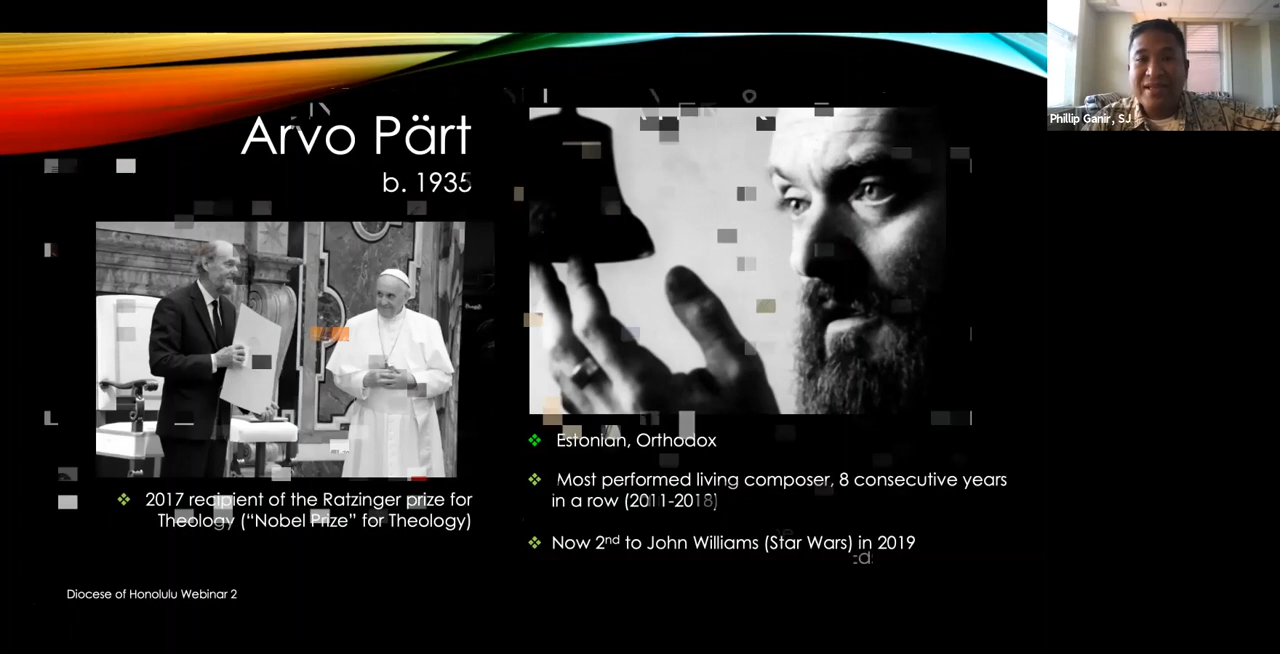 Arvo Pärt
b. 1935
Phillip Ganir, SJ
❖ 2017 recipient of the Ratzinger prize for
Theology (“Nobel Prize” for Theology)
❖ Estonian, Orthodox
❖ Most performed living composer, 8 consecutive years
in a row (2011-2018)
❖ Now 2nd to John Williams (Star Wars) in 2019
Diocese of Honolulu Webinar 2